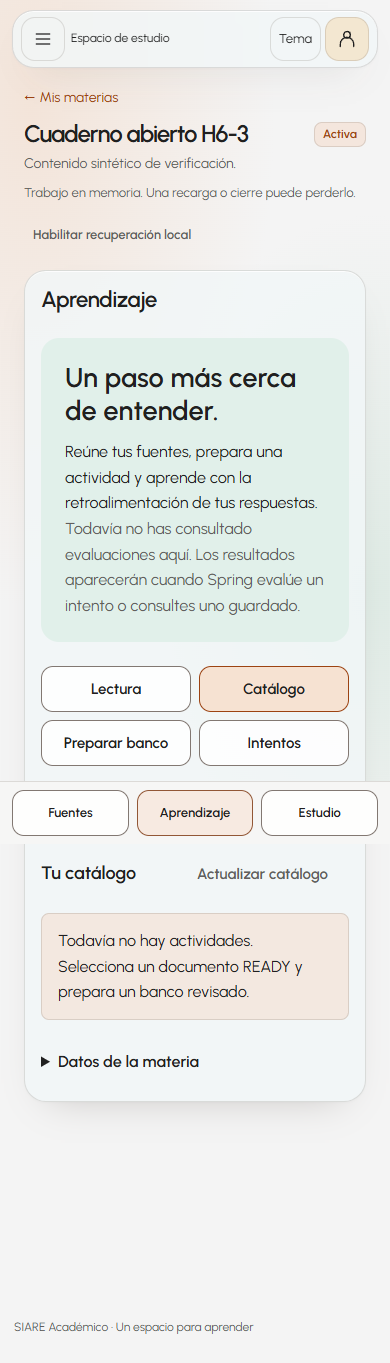 Espacio de estudio
Tema
← Mis materias
Cuaderno abierto H6-3
Activa
Contenido sintético de verificación.
Trabajo en memoria. Una recarga o cierre puede perderlo.
Habilitar recuperación local
Aprendizaje
Un paso más cerca
de entender.
Reúne tus fuentes, prepara una
actividad y aprende con la
retroalimentación de tus respuestas.
Todavía no has consultado
evaluaciones aquí. Los resultados
aparecerán cuando Spring evalúe un
intento o consultes uno guardado.
Lectura
Catálogo
Preparar banco
Intentos
Fuentes
Aprendizaje
Estudio
Tu catálogo
Actualizar catálogo
Todavía no hay actividades.
Selecciona un documento READY y
prepara un banco revisado.
Datos de la materia
SIARE Académico · Un espacio para aprender